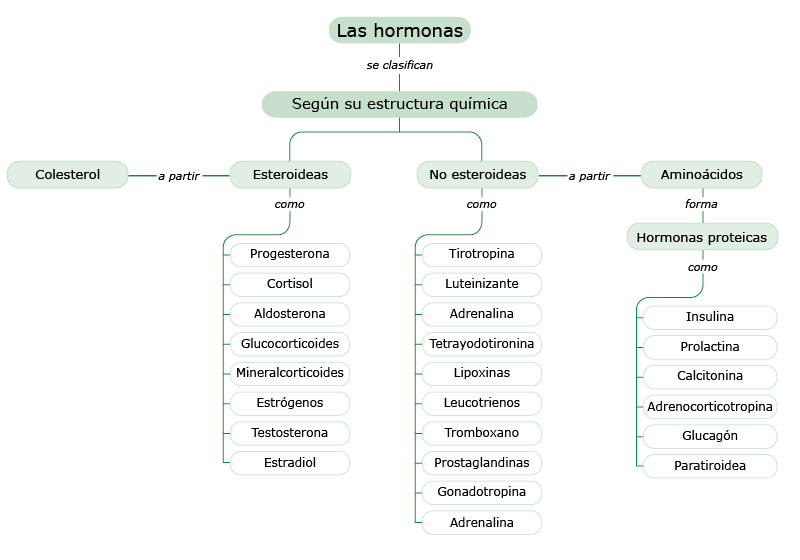 Las hormonas
se clasifican
Según su estructura química
Colesterol
a partir
Esteroideas
No esteroideas
a partir
Aminoácidos
como
como
forma
Hormonas proteicas
como
Progesterona
Cortisol
Aldosterona
Glucocorticoides
Mineralcorticoides
Estrógenos
Testosterona
Estradiol
Tirotropina
Luteinizante
Adrenalina
Tetrayodotironina
Lipoxinas
Leucotrienos
Tromboxano
Prostaglandinas
Gonadotropina
Adrenalina
Insulina
Prolactina
Calcitonina
Adrenocorticotropina
Glucagón
Paratiroidea